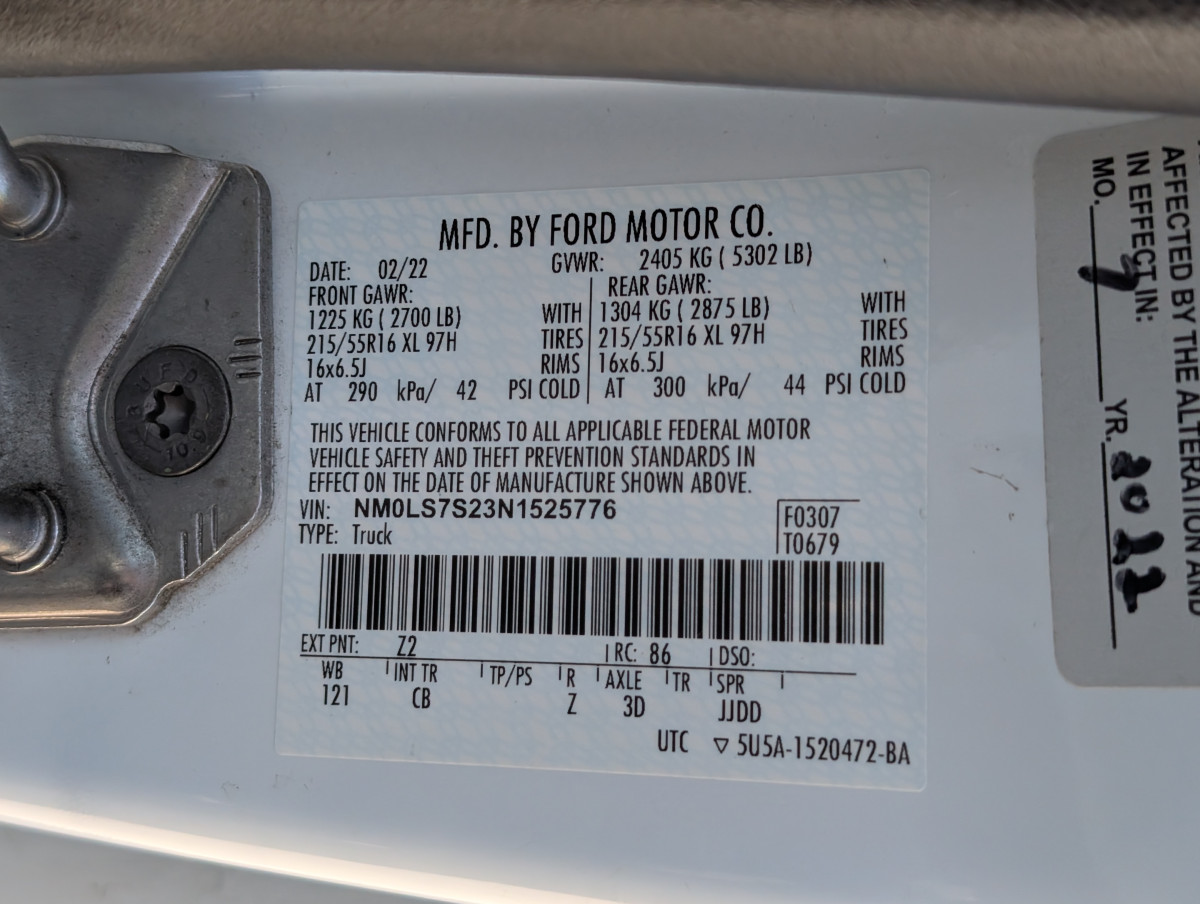 MFD. BY FORD MOTOR CO.
DATE: 02/22 GVWR: 2405 KG ( 5302 LB)
FRONT GAWR: REAR GAWR:
1225 KG ( 2700 LB) WITH 1304 KG ( 2875 LB) WITH
215/55R16 XL 97H TIRES 215/55R16 XL 97H TIRES
16x6.5J RIMS 16x6.5J RIMS
AT 290 kPa/ 42 PSI COLD AT 300 kPa/ 44 PSI COLD
THIS VEHICLE CONFORMS TO ALL APPLICABLE FEDERAL MOTOR
VEHICLE SAFETY AND THEFT PREVENTION STANDARDS IN
EFFECT ON THE DATE OF MANUFACTURE SHOWN ABOVE.
VIN: NM0LS7S23N1525776
TYPE: Truck
F0307
T0679
EXT PNT: Z2 RC: 86 DSO:
WB INT TR TP/PS R AXLE TR SPR
121 CB Z 3D JJDD
UTC ▽ 5U5A-1520472-BA
AFFECTED BY THE ALTERATION AND
IN EFFECT IN:
MO. 7 YR. 2022
10.9